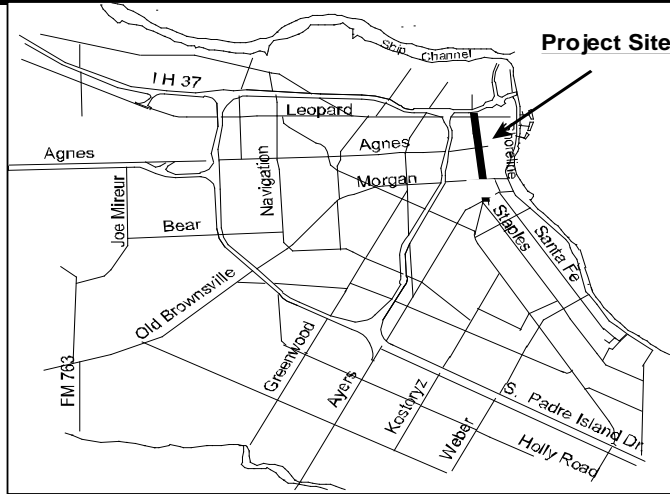 Project Site
Ship Channel
I H 37
Leopard
Agnes
Agnes
Shoreline
Morgan
Navigation
Joe Mireur
Bear
Staples
Santa Fe
Old Brownsville
Greenwood
FM 763
Ayers
Kostoryz
Weber
S. Padre Island Dr
Holly Road